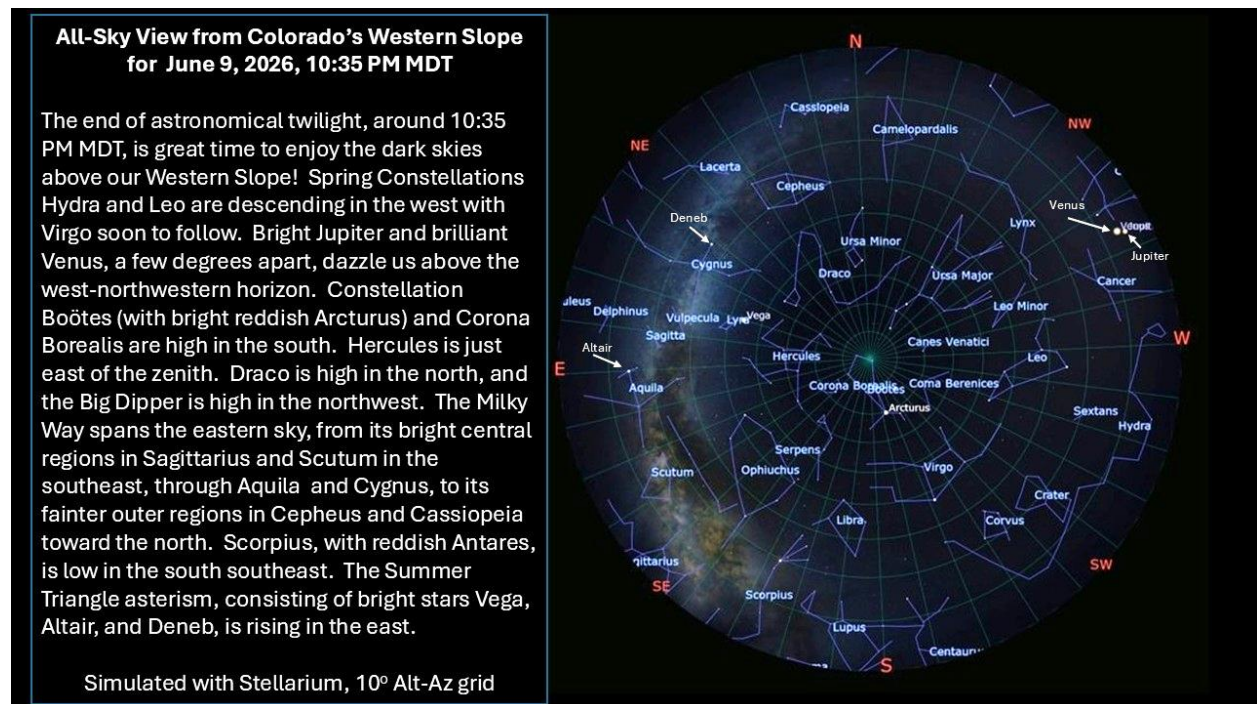 All-Sky View from Colorado's Western Slope
for June 9, 2026, 10:35 PM MDT
The end of astronomical twilight, around 10:35
PM MDT, is great time to enjoy the dark skies
above our Western Slope! Spring Constellations
Hydra and Leo are descending in the west with
Virgo soon to follow. Bright Jupiter and brilliant
Venus, a few degrees apart, dazzle us above the
west-northwestern horizon. Constellation
Boötes (with bright reddish Arcturus) and Corona
Borealis are high in the south. Hercules is just
east of the zenith. Draco is high in the north, and
the Big Dipper is high in the northwest. The Milky
Way spans the eastern sky, from its bright central
regions in Sagittarius and Scutum in the
southeast, through Aquila and Cygnus, to its
fainter outer regions in Cepheus and Cassiopeia
toward the north. Scorpius, with reddish Antares,
is low in the south southeast. The Summer
Triangle asterism, consisting of bright stars Vega,
Altair, and Deneb, is rising in the east.
Simulated with Stellarium, 10º Alt-Az grid
N
Cassiopeia
Camelopardalis
NW
NE
Lacerta
Cepheus
Venus
Deneb
Lynx
Jupiter
Ursa Minor
Cygnus
Draco
Ursa Major
Cancer
uleus
Delphinus
Vulpecula
Lyra
Vega
Leo Minor
Sagitta
W
Canes Venatici
Altair
Hercules
Leo
E
Aquila
Corona Borealis
Boötes
Coma Berenices
Arcturus
Sextans
Hydra
Serpens
Scutum
Ophiuchus
Virgo
Crater
Libra
Corvus
gittarius
SW
SE
Scorpius
Lupus
Centauru
S